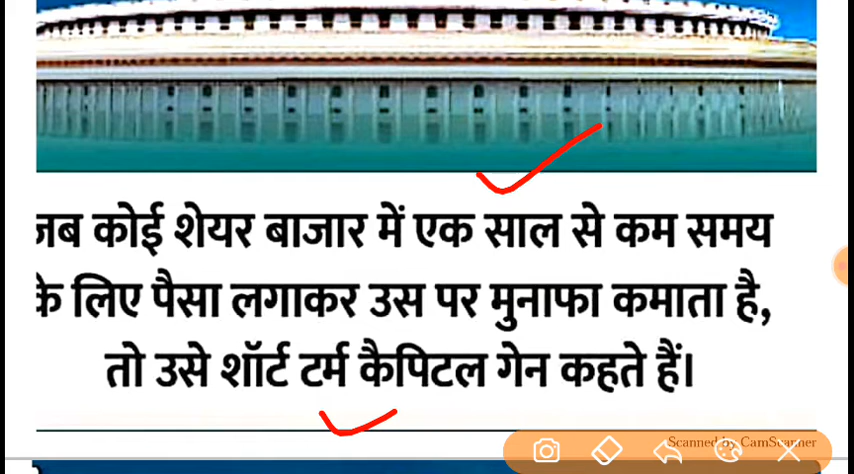 जब कोई शेयर बाजार में एक साल से कम समय
के लिए पैसा लगाकर उस पर मुनाफा कमाता है,
तो उसे शॉर्ट टर्म कैपिटल गेन कहते हैं।
Scanned by CamScanner